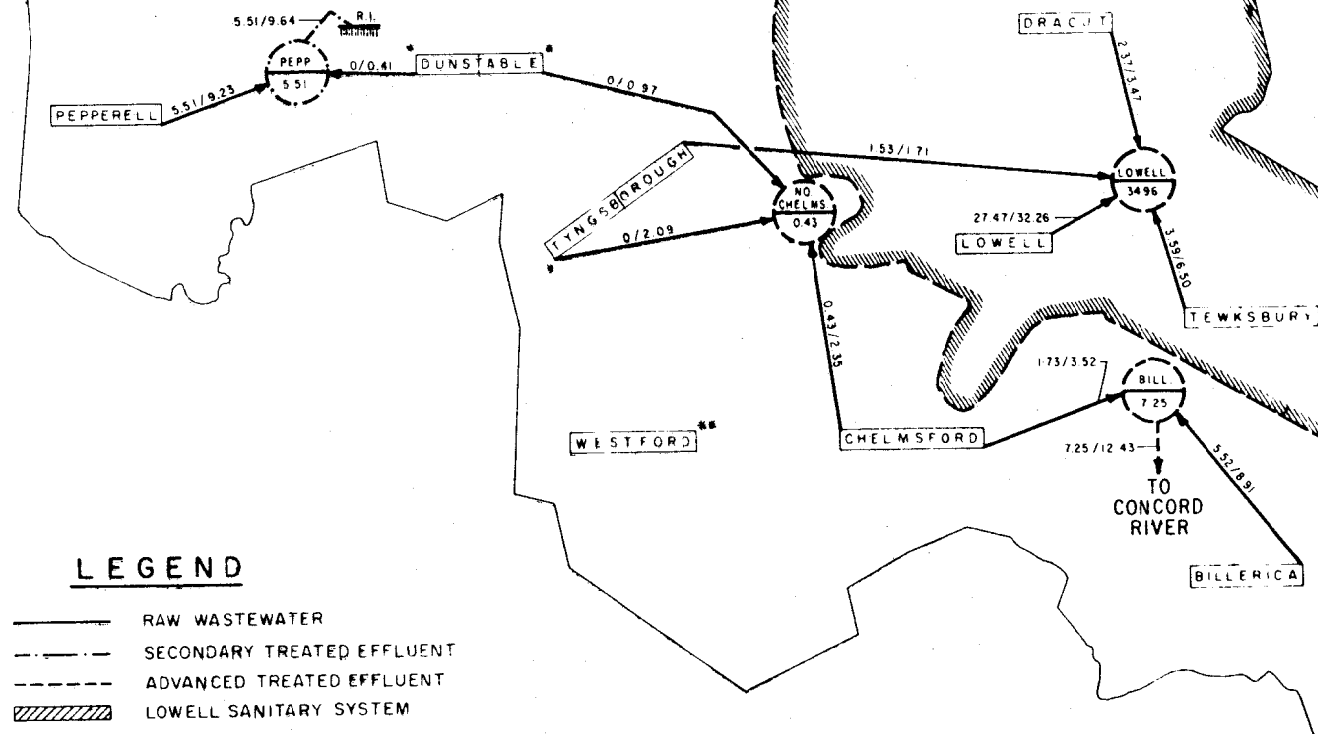 5.51/9.64
R.I.
DRACUT
PEPP
5.51
0/0.41
* DUNSTABLE *
2.37/3.47
PEPPERELL
5.51/9.23
0/0.97
1.53/1.71
TYNGSBOROUGH
*
0/2.09
NO.
CHELMS.
0.43
LOWELL
34.96
27.47/32.26
LOWELL
3.59/6.50
TEWKSBURY
0.43/2.35
1.73/3.52
BILL.
7.25
WESTFORD **
CHELMSFORD
7.25/12.43
5.52/8.91
TO
CONCORD
RIVER
BILLERICA
LEGEND
RAW WASTEWATER
SECONDARY TREATED EFFLUENT
ADVANCED TREATED EFFLUENT
LOWELL SANITARY SYSTEM